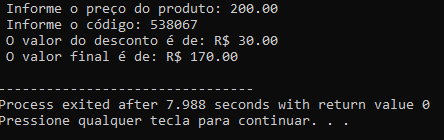 Informe o preço do produto: 200.00
Informe o código: 538067
O valor do desconto é de: R$ 30.00
O valor final é de: R$ 170.00
--------------------------------
Process exited after 7.988 seconds with return value 0
Pressione qualquer tecla para continuar. . .